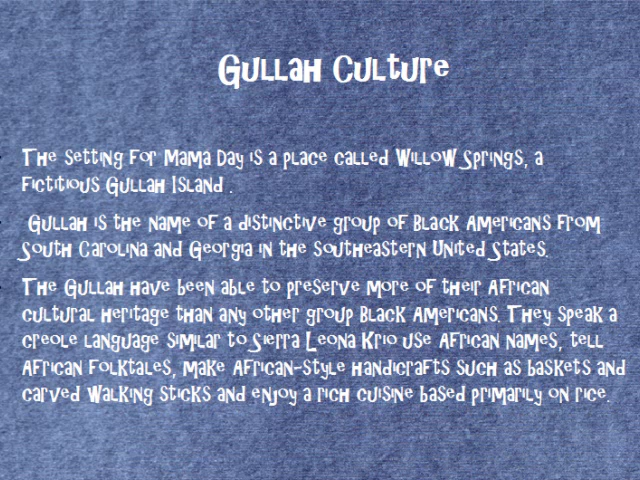 Gullah Culture
The setting for Mama Day is a place called Willow Springs, a
fictitious Gullah Island .
Gullah is the name of a distinctive group of Black Americans from
South Carolina and Georgia in the southeastern United States.
The Gullah have been able to preserve more of their African
cultural heritage than any other group Black Americans. They speak a
creole language similar to Sierra Leona Krio use African names, tell
African folktales, make African-style handicrafts such as baskets and
carved walking sticks and enjoy a rich cuisine based primarily on rice.